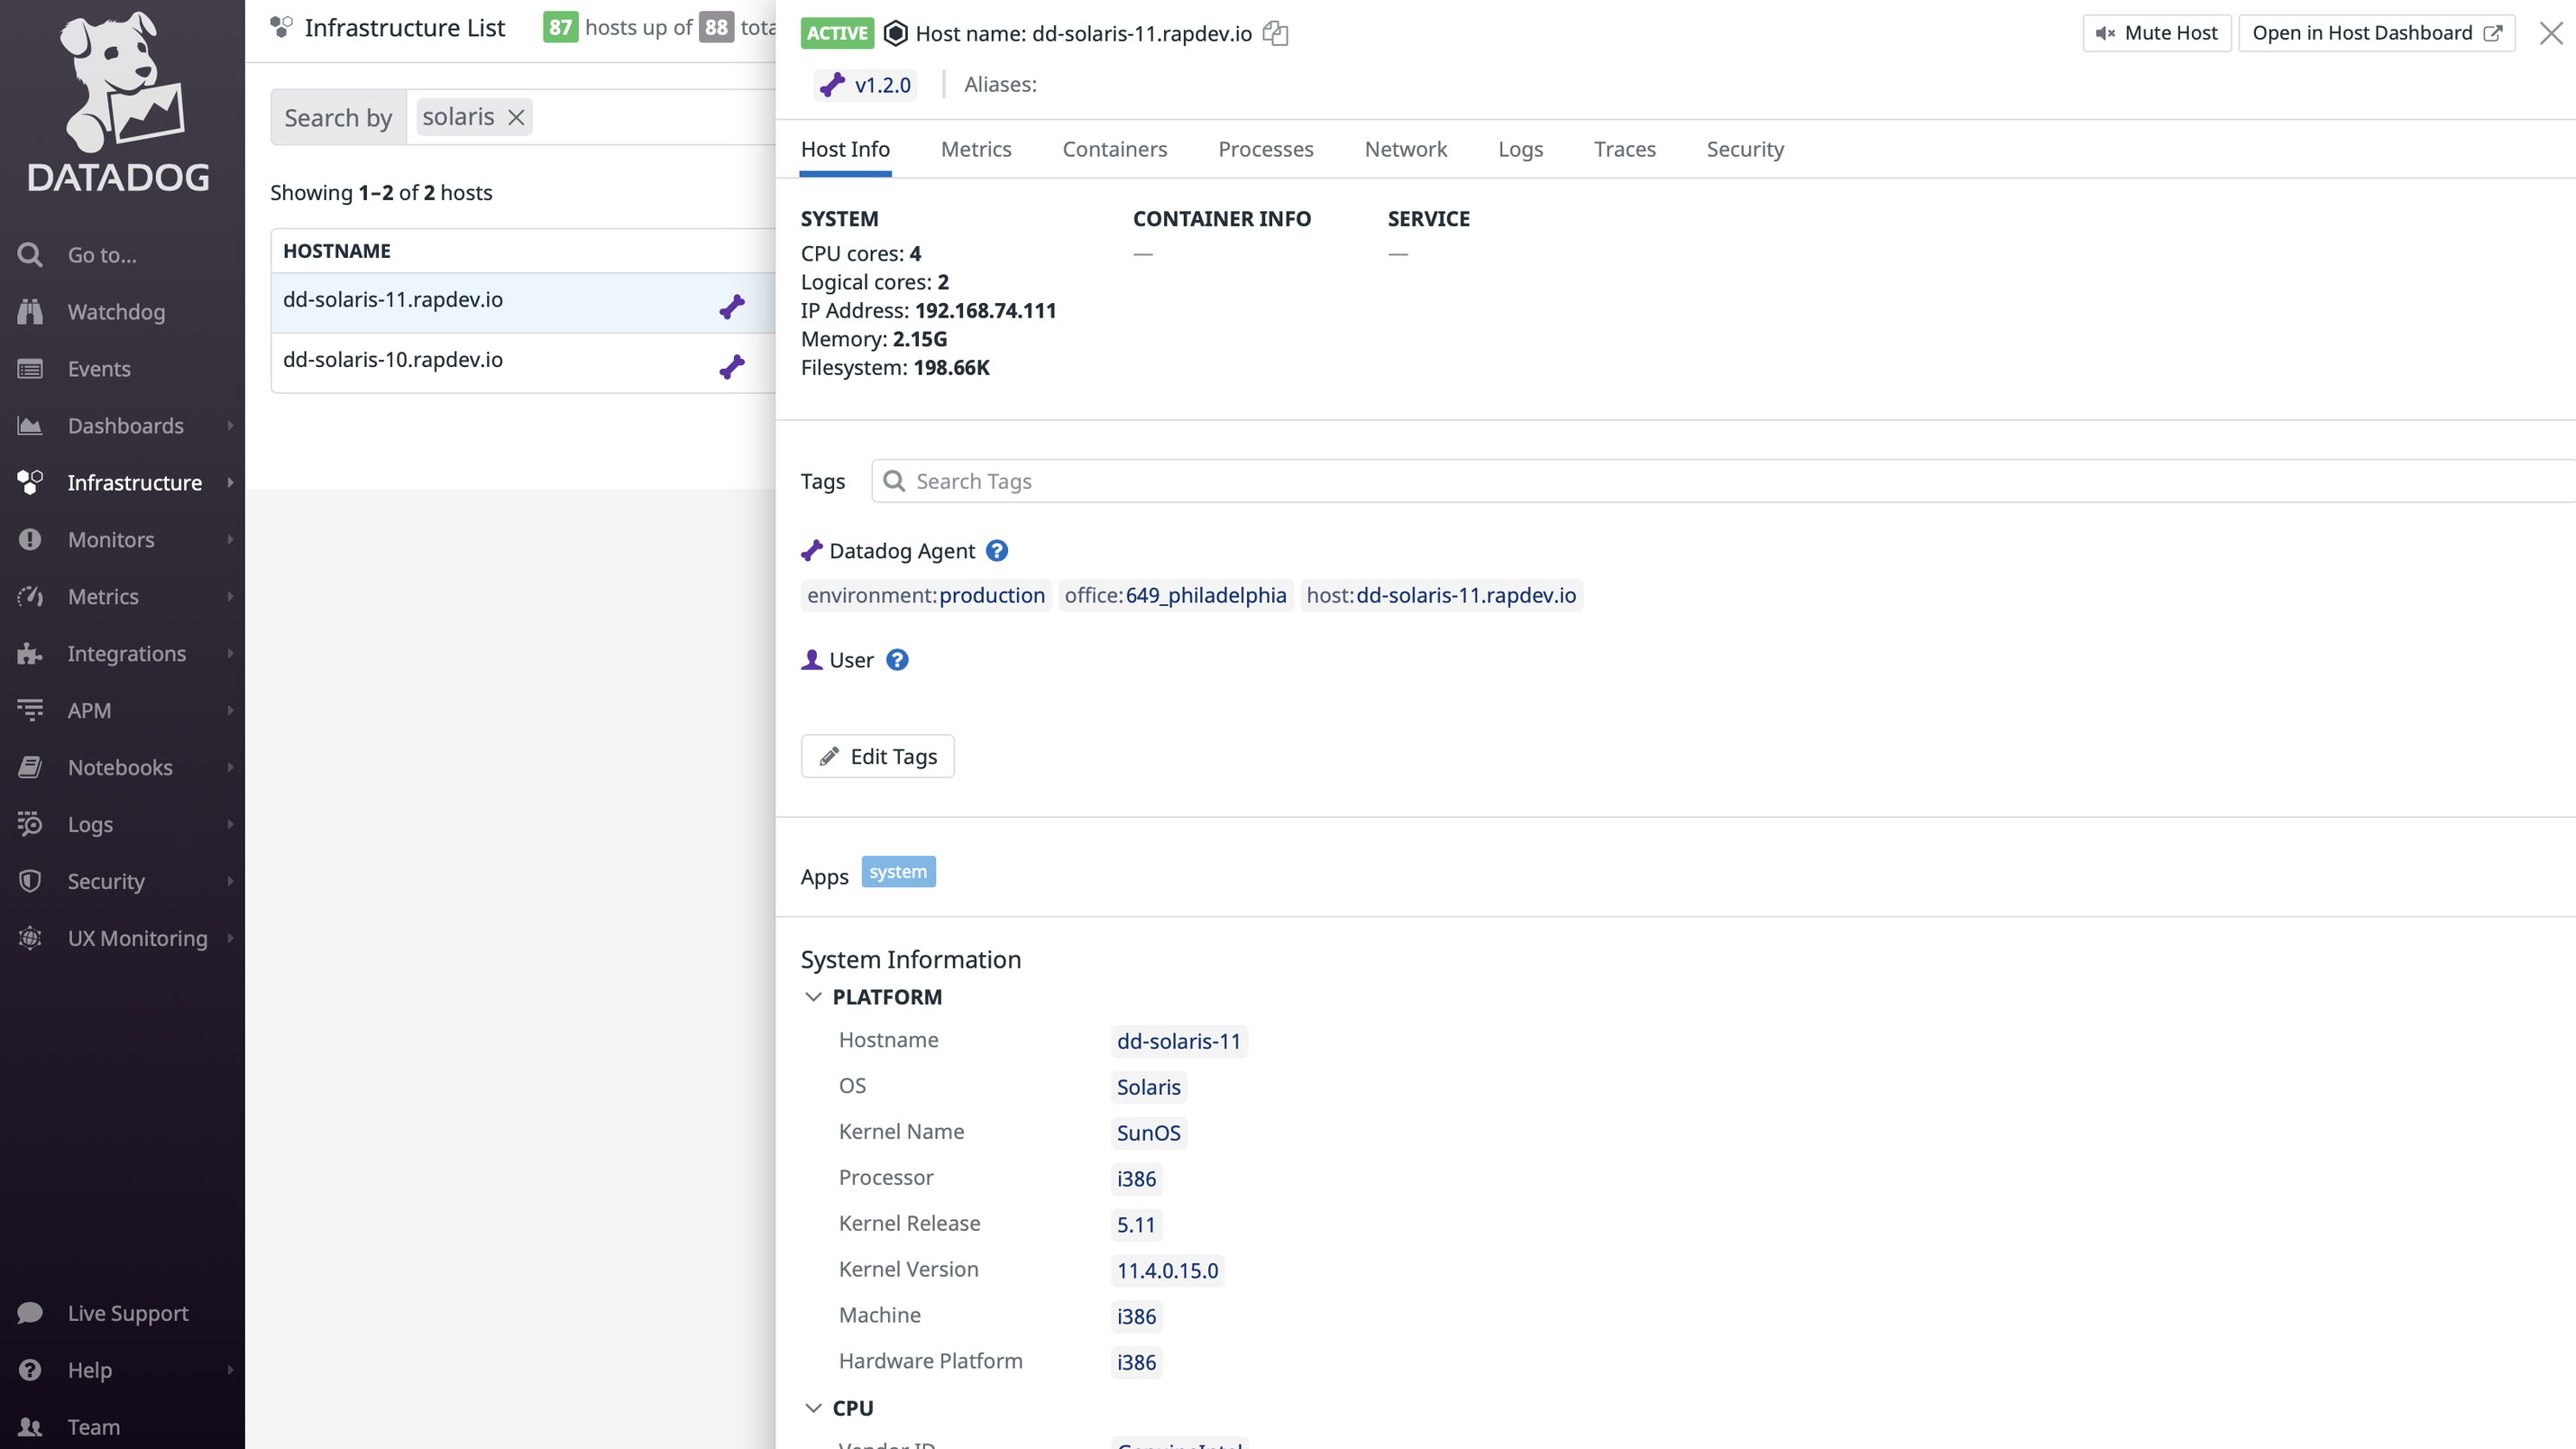 DATADOG
Go to...
Watchdog
Events
Dashboards
Infrastructure
Monitors
Metrics
Integrations
APM
Notebooks
Logs
Security
UX Monitoring
Live Support
Help
Team
Infrastructure List 87 hosts up of 88 tota
Search by solaris
Showing 1–2 of 2 hosts
HOSTNAME
dd-solaris-11.rapdev.io
dd-solaris-10.rapdev.io
ACTIVE Host name: dd-solaris-11.rapdev.io
Mute Host
Open in Host Dashboard
v1.2.0 Aliases:
Host Info Metrics Containers Processes Network Logs Traces Security
SYSTEM
CPU cores: 4
Logical cores: 2
IP Address: 192.168.74.111
Memory: 2.15G
Filesystem: 198.66K
CONTAINER INFO
—
SERVICE
—
Tags Search Tags
Datadog Agent ?
environment:production office:649_philadelphia host:dd-solaris-11.rapdev.io
User ?
Edit Tags
Apps system
System Information
PLATFORM
Hostname dd-solaris-11
OS Solaris
Kernel Name SunOS
Processor i386
Kernel Release 5.11
Kernel Version 11.4.0.15.0
Machine i386
Hardware Platform i386
CPU
Vendor ID GenuineIntel